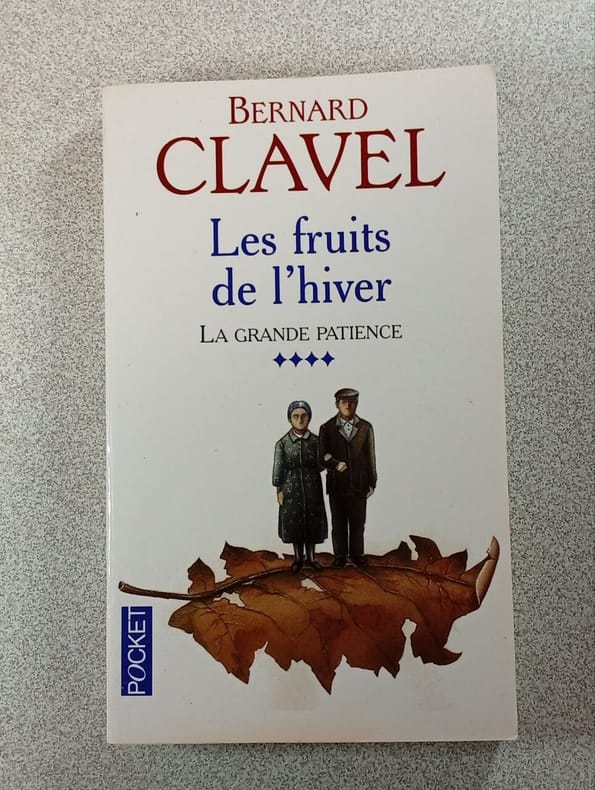 BERNARD
CLAVEL
Les fruits
de l'hiver
LA GRANDE PATIENCE
POCKET